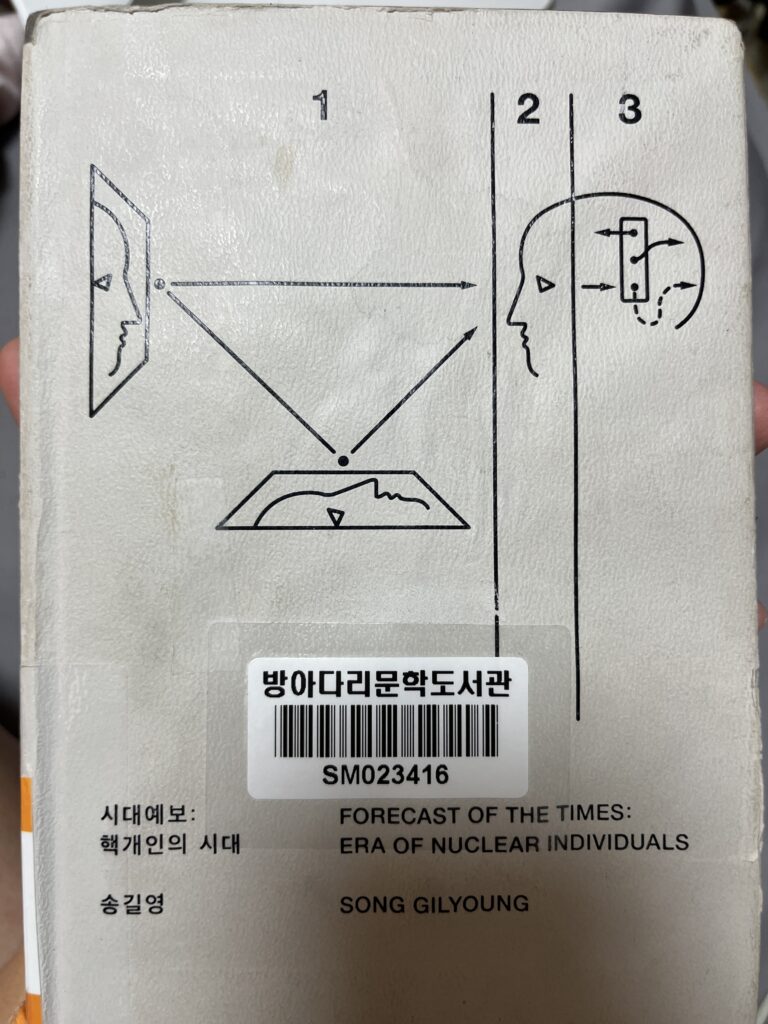 1 2 3
방아다리문학도서관
SM023416
시대예보:
핵개인의 시대
FORECAST OF THE TIMES:
ERA OF NUCLEAR INDIVIDUALS
송길영
SONG GILYOUNG